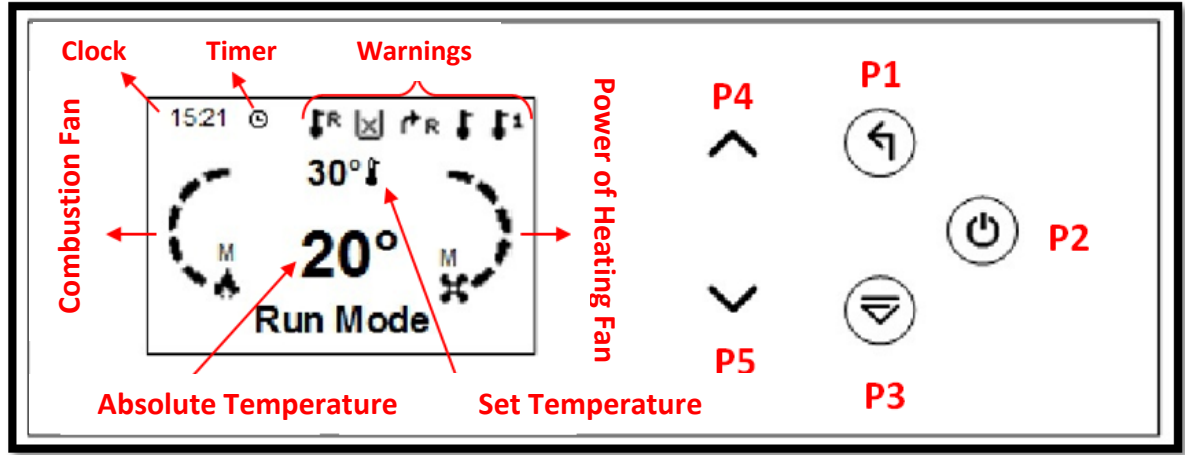 Clock Timer Warnings
15:21 R R 1
30°
20°
M M
Run Mode
Combustion Fan
Power of Heating Fan
Absolute Temperature Set Temperature
P4
P1
P2
P5
P3